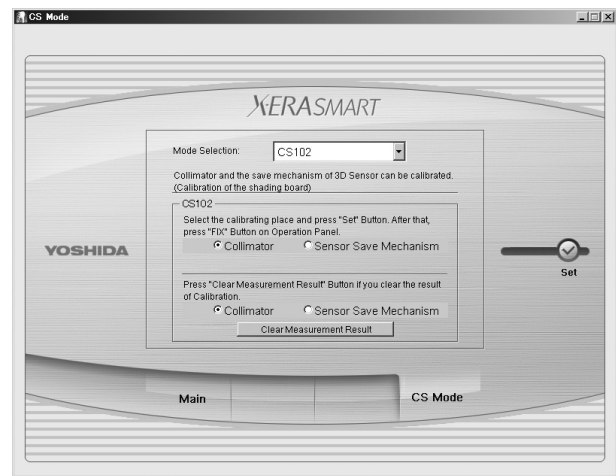 CS Mode
XERASMART
Mode Selection: CS102
Collimator and the save mechanism of 3D Sensor can be calibrated.
(Calibration of the shading board)
CS102
Select the calibrating place and press "Set" Button. After that,
press "FIX" Button on Operation Panel.
Collimator Sensor Save Mechanism
YOSHIDA
Set
Press "Clear Measurement Result" Button if you clear the result
of Calibration.
Collimator Sensor Save Mechanism
Clear Measurement Result
Main CS Mode